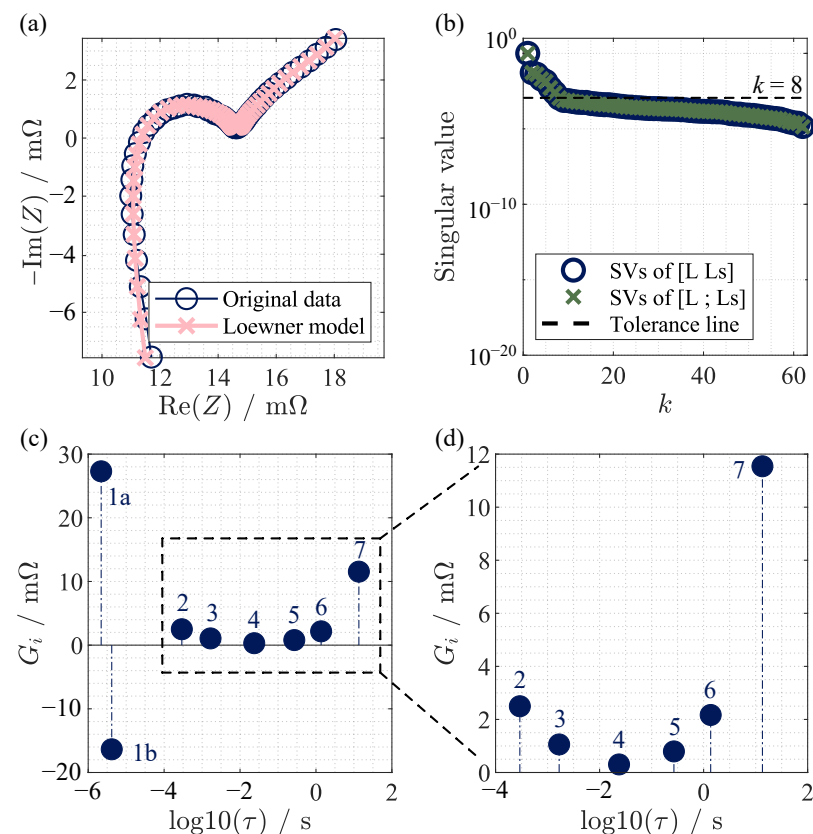 (a)
2
0
−2
−4
−6
10
12
14
16
18
−Im(Z) / mΩ
Re(Z) / mΩ
Original data
Loewner model
(b)
10^0
10^−10
10^−20
0
20
40
60
Singular value
k
k = 8
SVs of [L Ls]
SVs of [L ; Ls]
Tolerance line
(c)
30
20
10
0
−10
−20
−6
−4
−2
0
2
G_i / mΩ
log10(τ) / s
1a
1b
2
3
4
5
6
7
(d)
12
10
8
6
4
2
0
−4
−2
0
2
G_i / mΩ
log10(τ) / s
2
3
4
5
6
7